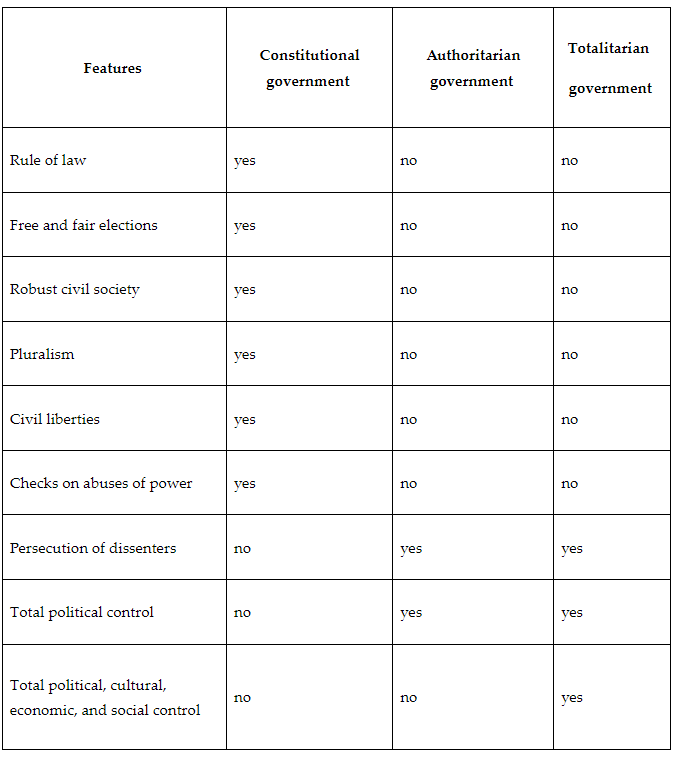 Features Constitutional government Authoritarian government Totalitarian government
Rule of law yes no no
Free and fair elections yes no no
Robust civil society yes no no
Pluralism yes no no
Civil liberties yes no no
Checks on abuses of power yes no no
Persecution of dissenters no yes yes
Total political control no yes yes
Total political, cultural,
economic, and social control no no yes